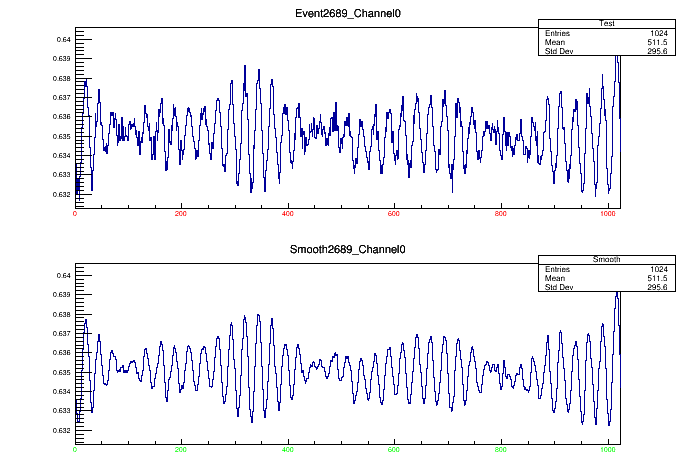 Event2689_Channel0
Test
Entries 1024
Mean 511.5
Std Dev 295.6
0.64
0.639
0.638
0.637
0.636
0.635
0.634
0.633
0.632
0 200 400 600 800 1000
Smooth2689_Channel0
Smooth
Entries 1024
Mean 511.5
Std Dev 295.6
0.64
0.639
0.638
0.637
0.636
0.635
0.634
0.633
0.632
0 200 400 600 800 1000